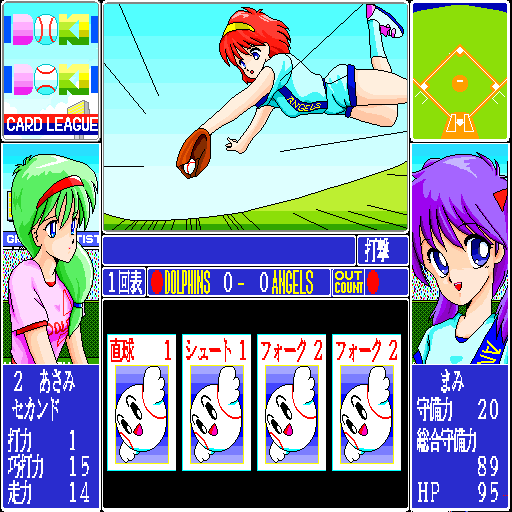 DOKI
DOKI
CARD LEAGUE
ANGELS
打撃
1回表
DOLPHINS 0 - 0 ANGELS
OUT COUNT
直球 1
シュート 1
フォーク 2
フォーク 2
2 あさみ
セカンド
打力 1
巧打力 15
走力 14
まみ
守備力 20
総合守備力
89
HP 95